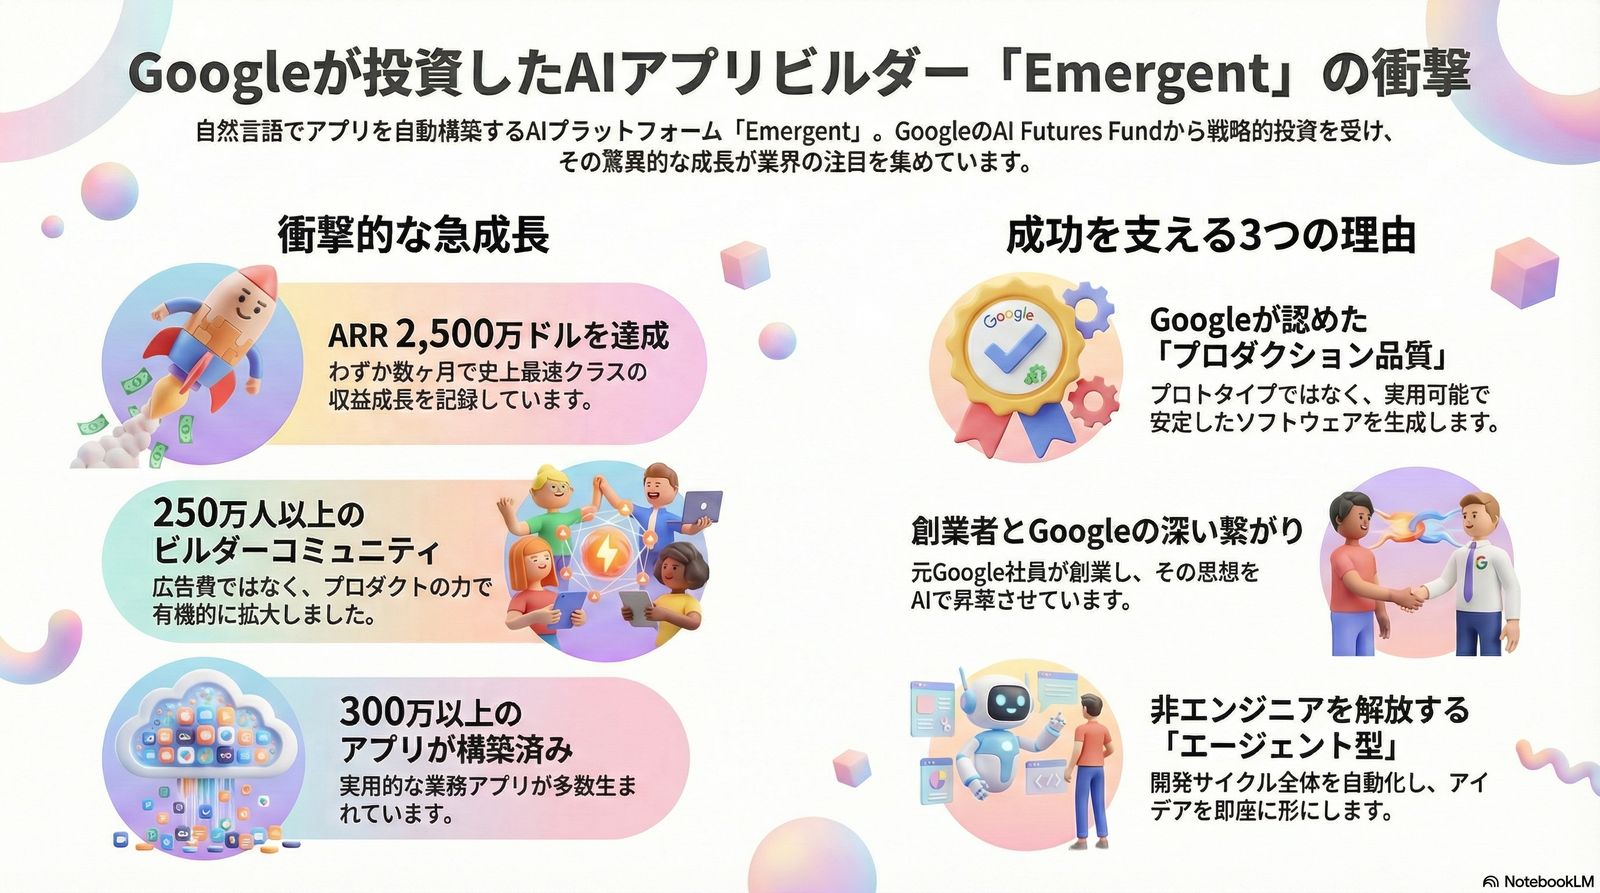 Googleが投資したAIアプリビルダー「Emergent」の衝撃
自然言語でアプリを自動構築するAIプラットフォーム「Emergent」。GoogleのAI Futures Fundから戦略的投資を受け、
その驚異的な成長が業界の注目を集めています。
衝撃的な急成長
ARR 2,500万ドルを達成
わずか数ヶ月で史上最速クラスの
収益成長を記録しています。
250万人以上の
ビルダーコミュニティ
広告費ではなく、プロダクトの力で
有機的に拡大しました。
300万以上の
アプリが構築済み
実用的な業務アプリが多数生ま
れています。
成功を支える3つの理由
Google
Googleが認めた
「プロダクション品質」
プロトタイプではなく、実用可能で
安定したソフトウェアを生成します。
創業者とGoogleの深い繋がり
元Google社員が創業し、その思想を
AIで昇華させています。
G
非エンジニアを解放する
「エージェント型」
開発サイクル全体を自動化し、アイ
デアを即座に形にします。
</>
NotebookLM